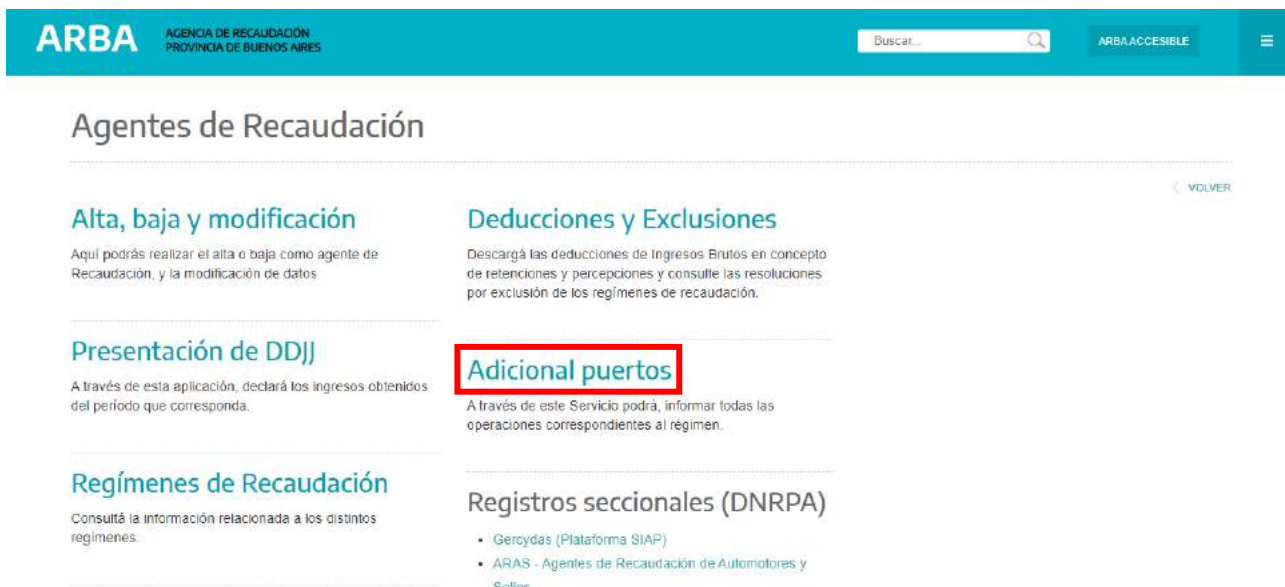 ARBA
AGENCIA DE RECAUDACIÓN
PROVINCIA DE BUENOS AIRES
Buscar...
ARBA ACCESIBLE
Agentes de Recaudación
VOLVER
Alta, baja y modificación
Aquí podrás realizar el alta o baja como agente de
Recaudación, y la modificación de datos
Presentación de DDJJ
A través de esta aplicación, declará los ingresos obtenidos
del período que corresponda.
Regímenes de Recaudación
Consultá la información relacionada a los distintos
regímenes.
Deducciones y Exclusiones
Descargá las deducciones de Ingresos Brutos en concepto
de retenciones y percepciones y consulte las resoluciones
por exclusión de los regímenes de recaudación.
Adicional puertos
A través de este Servicio podrá, informar todas las
operaciones correspondientes al régimen.
Registros seccionales (DNRPA)
Gercydas (Plataforma SIAP)
ARAS - Agentes de Recaudación de Automotores y
Sellos